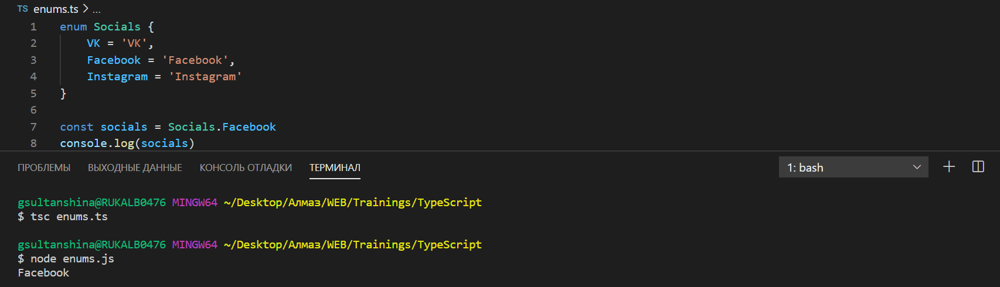 TS enums.ts > ...
1 enum Socials {
2     VK = 'VK',
3     Facebook = 'Facebook',
4     Instagram = 'Instagram'
5 }
6
7 const socials = Socials.Facebook
8 console.log(socials)
ПРОБЛЕМЫ ВЫХОДНЫЕ ДАННЫЕ КОНСОЛЬ ОТЛАДКИ ТЕРМИНАЛ 1: bash
gsultanshina@RUKALB0476 MINGW64 ~/Desktop/Алмаз/WEB/Trainings/TypeScript
$ tsc enums.ts
gsultanshina@RUKALB0476 MINGW64 ~/Desktop/Алмаз/WEB/Trainings/TypeScript
$ node enums.js
Facebook